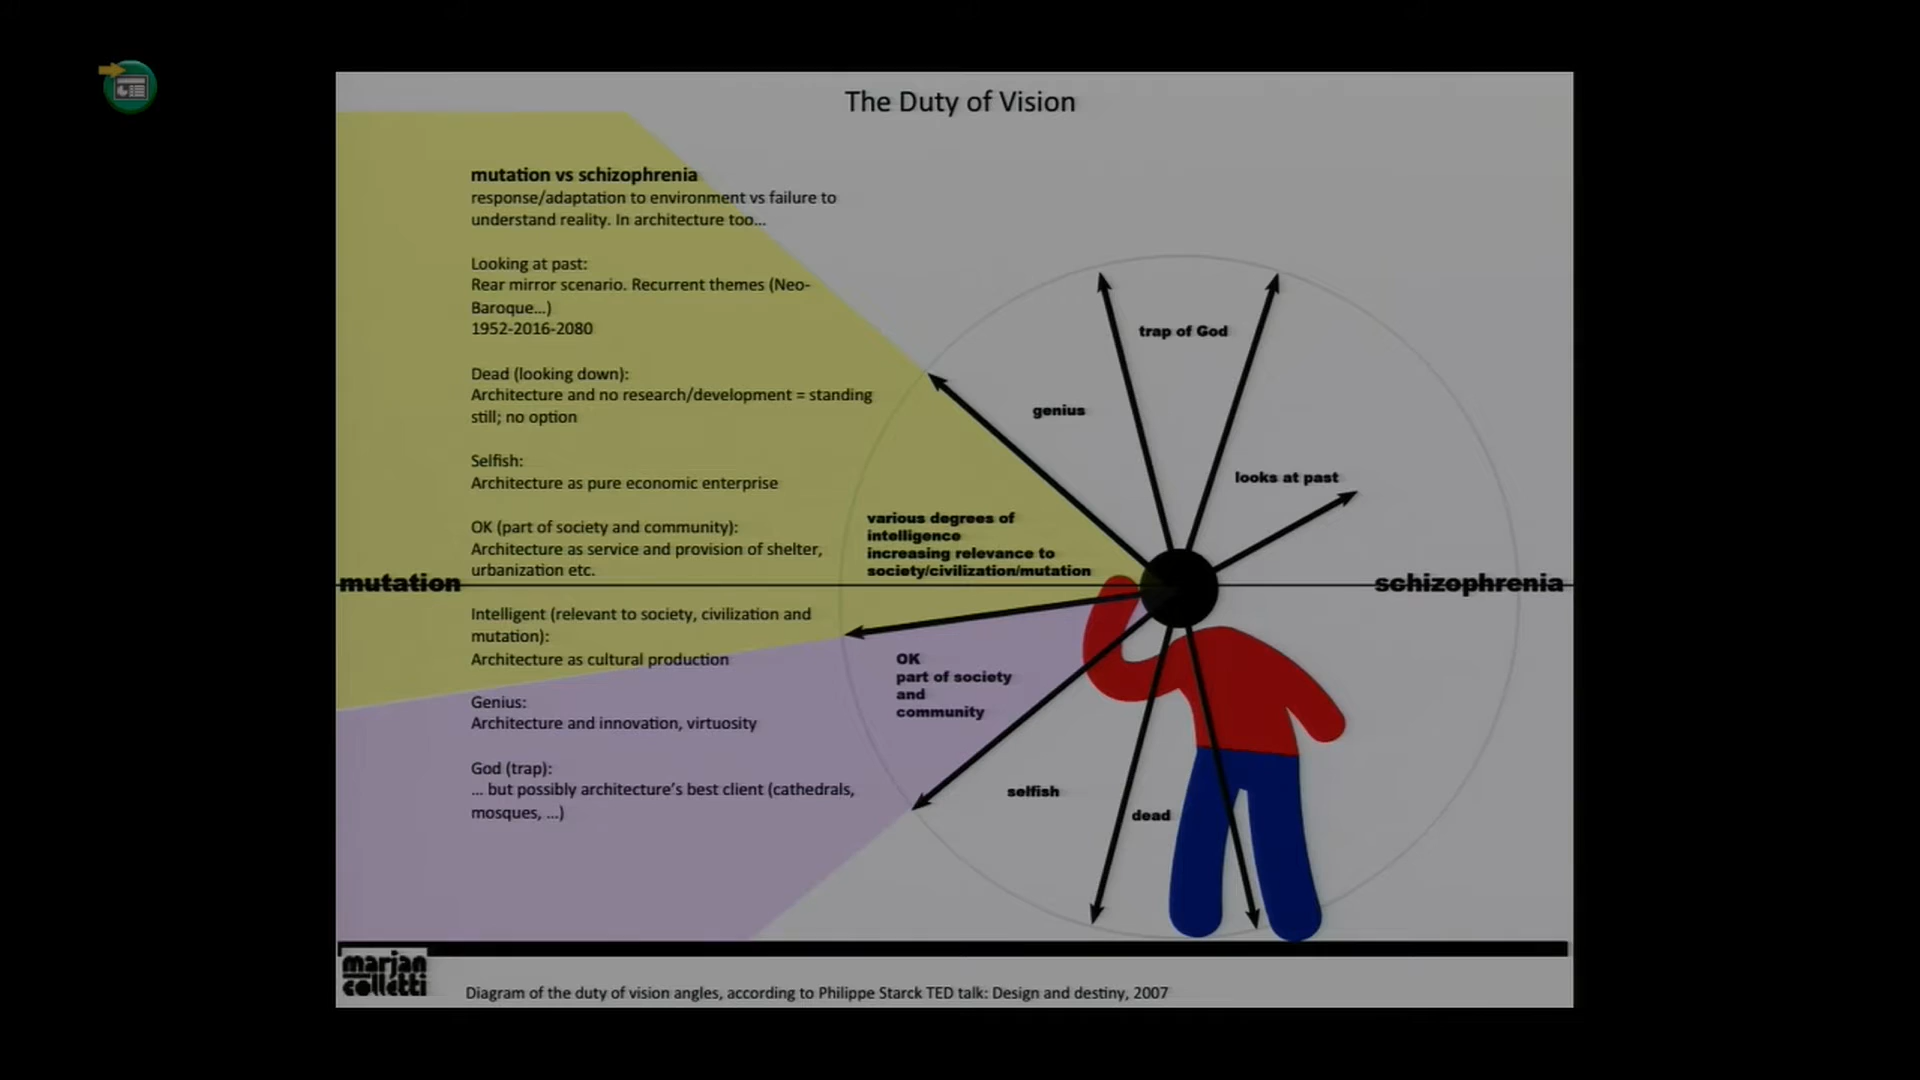 The Duty of Vision
mutation vs schizophrenia
response/adaptation to environment vs failure to
understand reality. In architecture too...
Looking at past:
Rear mirror scenario. Recurrent themes (Neo-
Baroque...)
1952-2016-2080
Dead (looking down):
Architecture and no research/development = standing
still; no option
Selfish:
Architecture as pure economic enterprise
OK (part of society and community):
Architecture as service and provision of shelter,
urbanization etc.
mutation
Intelligent (relevant to society, civilization and
mutation):
Architecture as cultural production
Genius:
Architecture and innovation, virtuosity
God (trap):
... but possibly architecture's best client (cathedrals,
mosques, ...)
trap of God
genius
looks at past
various degrees of
intelligence
increasing relevance to
society/civilization/mutation
schizophrenia
OK
part of society
and
community
selfish
dead
marjan
colletti
Diagram of the duty of vision angles, according to Philippe Starck TED talk: Design and destiny, 2007